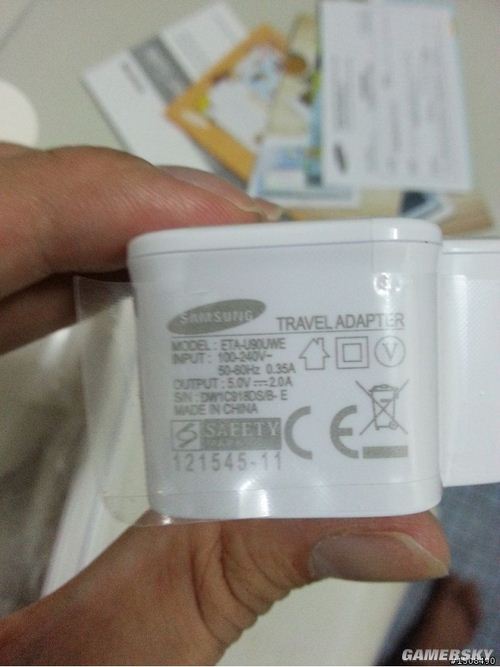 SAMSUNG
TRAVEL ADAPTER
MODEL : ETA-U90UWE
INPUT : 100-240V~
50-60Hz 0.35A
OUTPUT : 5.0V⎓2.0A
S/N : DW1C918DS/B- E
MADE IN CHINA
V
SAFETY
CE
121545-11
GAMERSKY